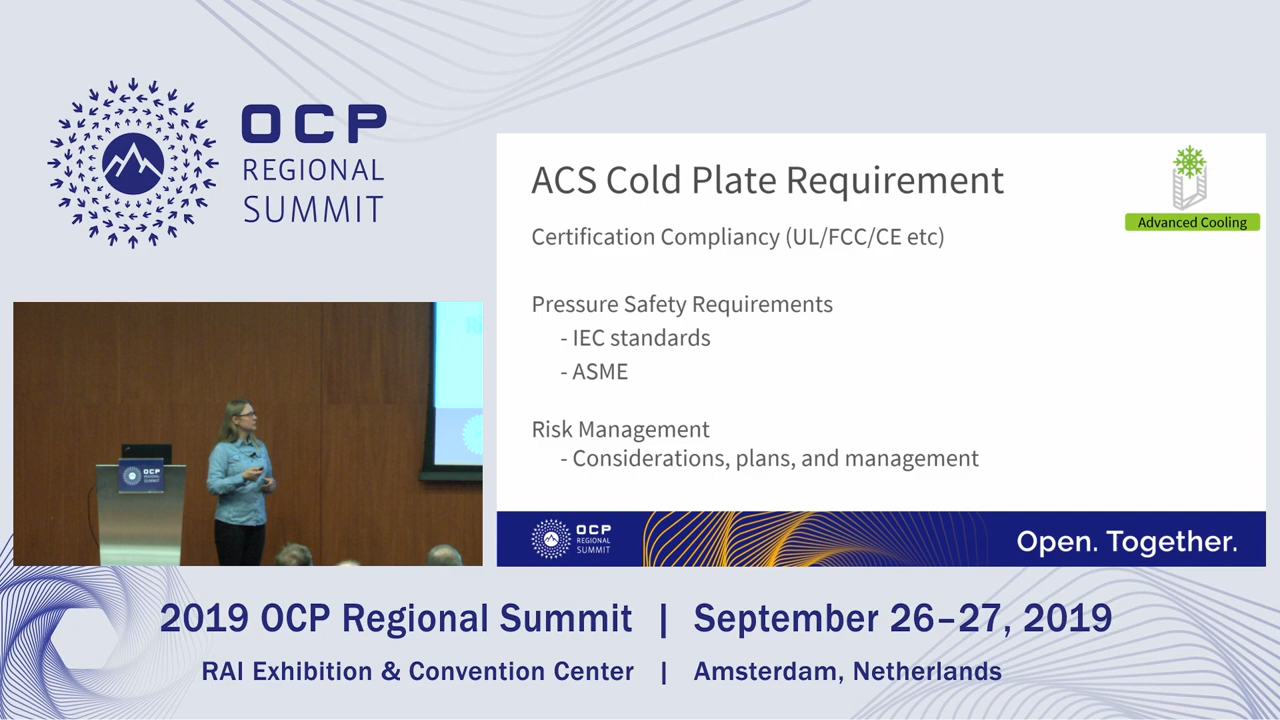 OCP
REGIONAL
SUMMIT
ACS Cold Plate Requirement
Advanced Cooling
Certification Compliancy (UL/FCC/CE etc)
Pressure Safety Requirements
- IEC standards
- ASME
Risk Management
- Considerations, plans, and management
OCP
REGIONAL
SUMMIT
Open. Together.
OCP
2019 OCP Regional Summit | September 26–27, 2019
RAI Exhibition & Convention Center | Amsterdam, Netherlands